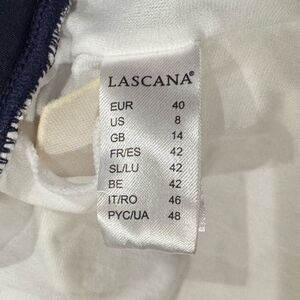 LASCANA®
EUR 40
US 8
GB 14
FR/ES 42
SL/LU 42
BE 42
IT/RO 46
PYC/UA 48